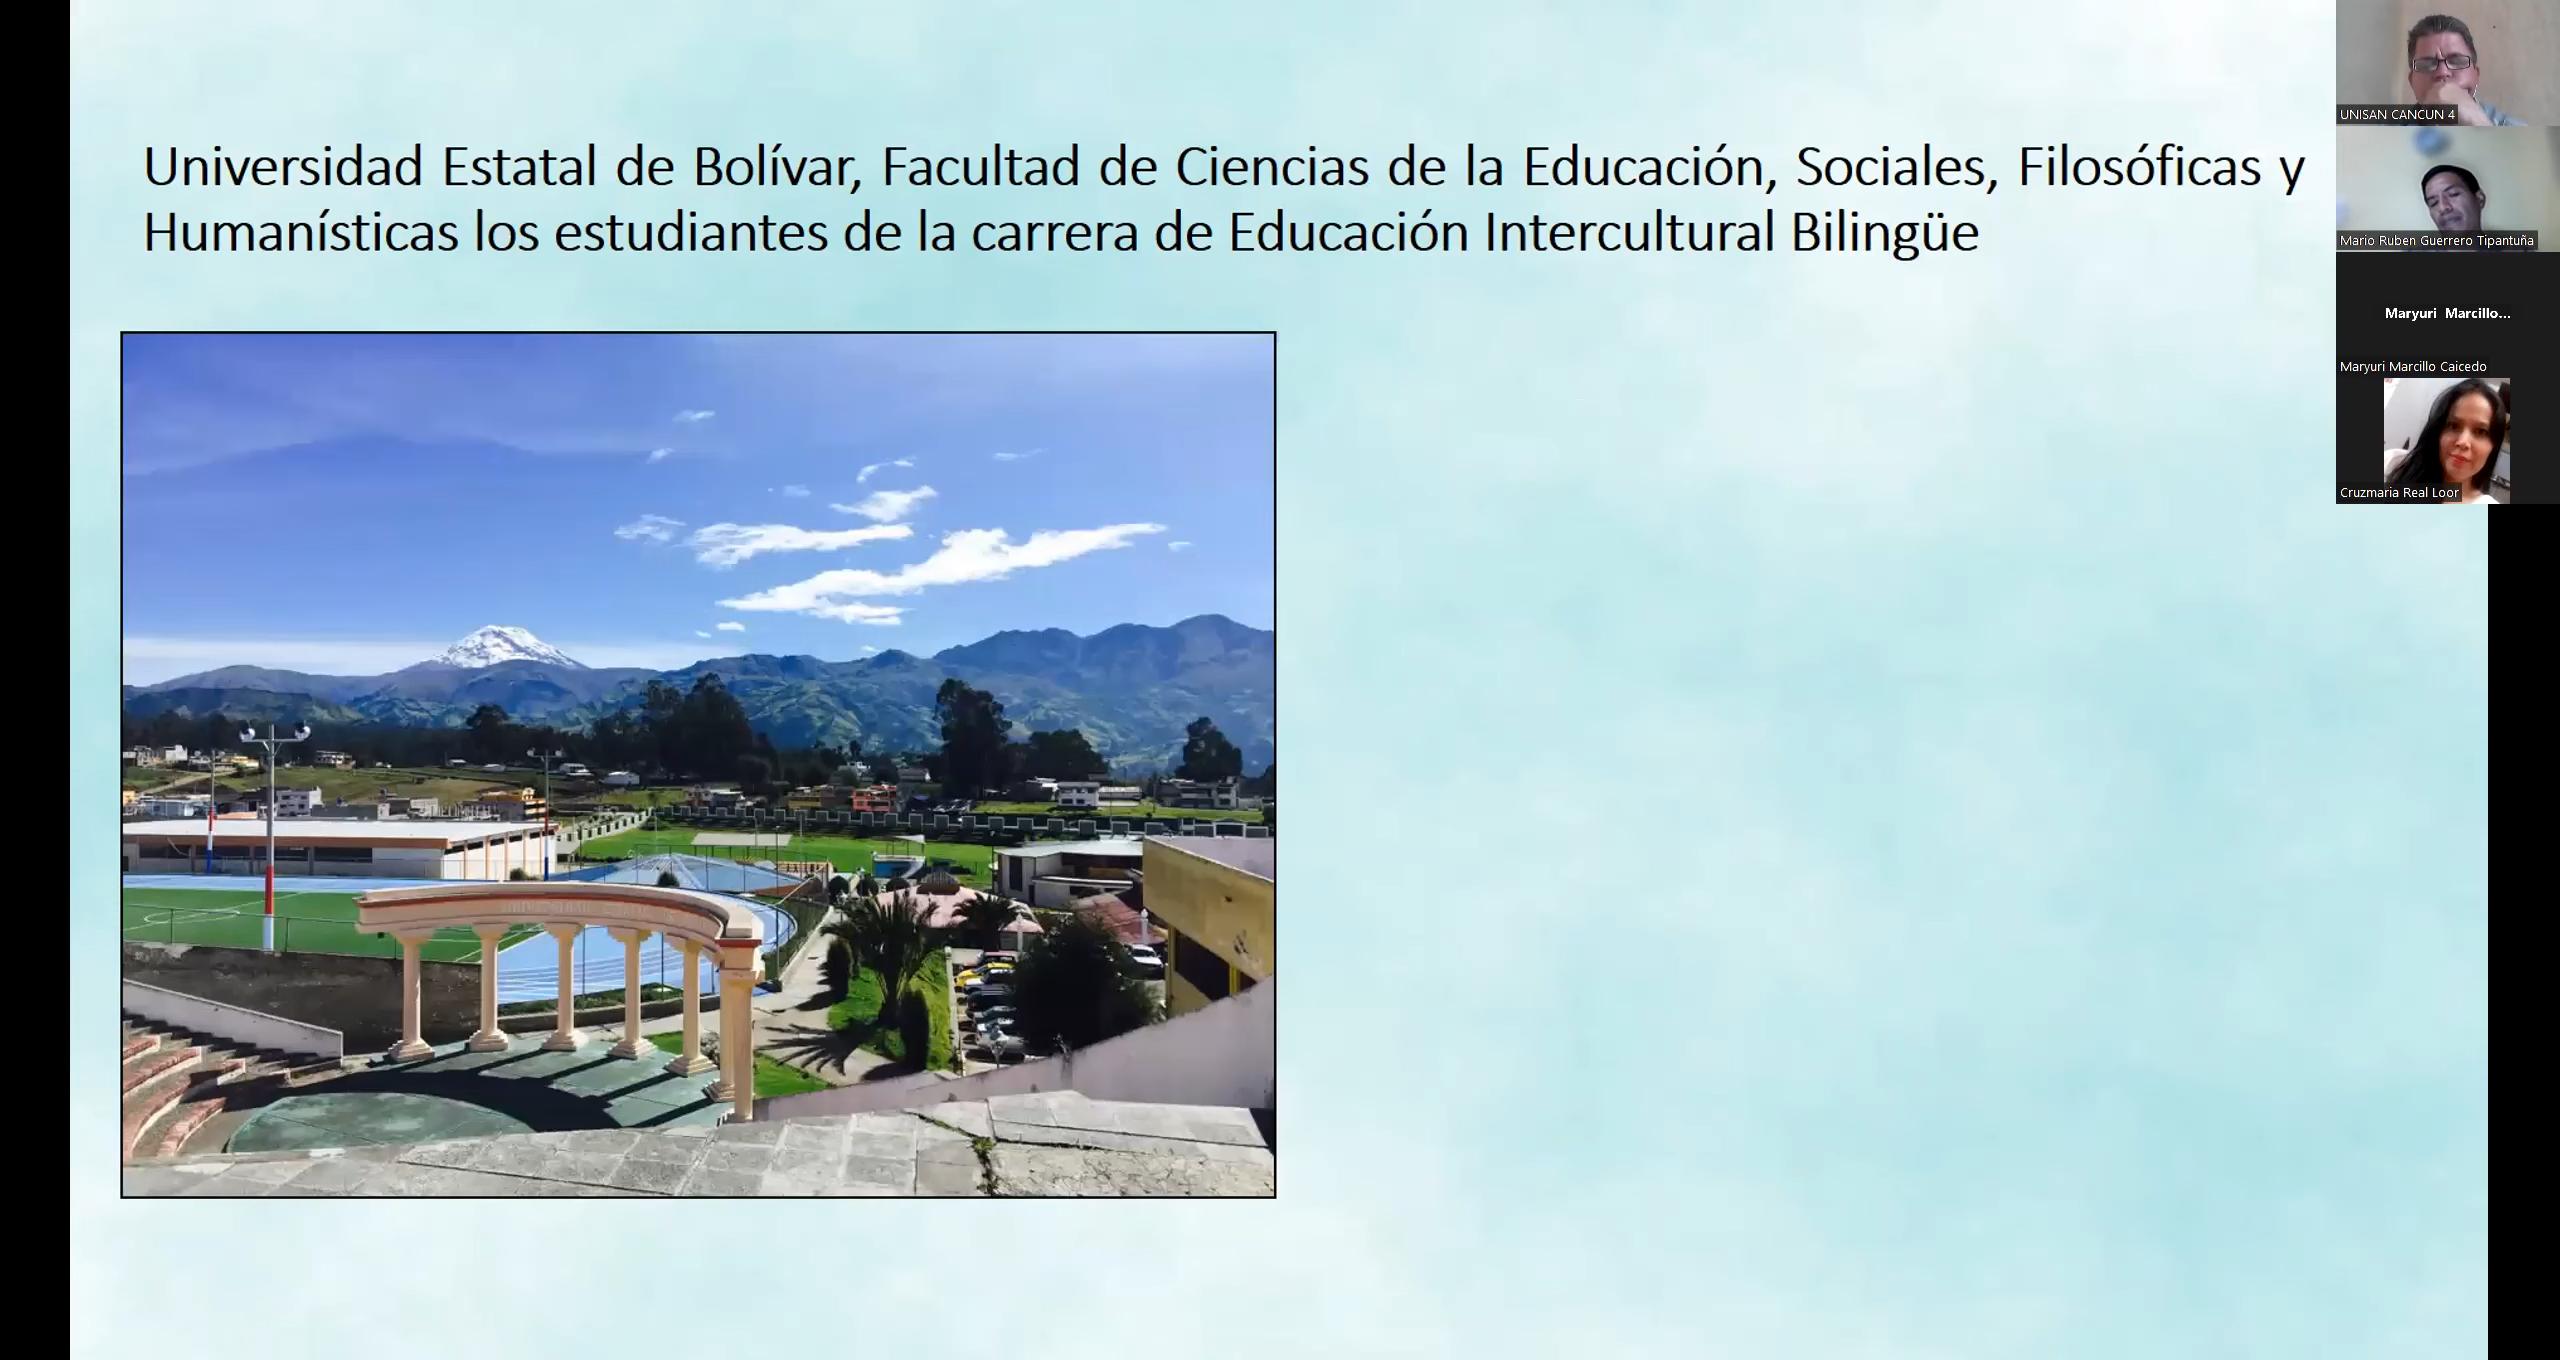 Universidad Estatal de Bolívar, Facultad de Ciencias de la Educación, Sociales, Filosóficas y
Humanísticas los estudiantes de la carrera de Educación Intercultural Bilingüe
UNISAN CANCUN 4
Mario Ruben Guerrero Tipantuña
Maryuri Marcillo...
Maryuri Marcillo Caicedo
Cruzmaria Real Loor